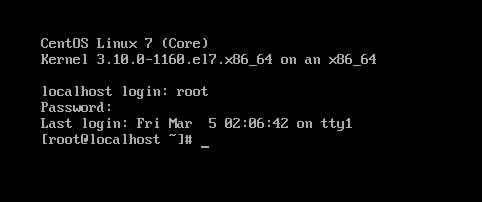 CentOS Linux 7 (Core)
Kernel 3.10.0-1160.el7.x86_64 on an x86_64
localhost login: root
Password:
Last login: Fri Mar  5 02:06:42 on tty1
[root@localhost ~]# _